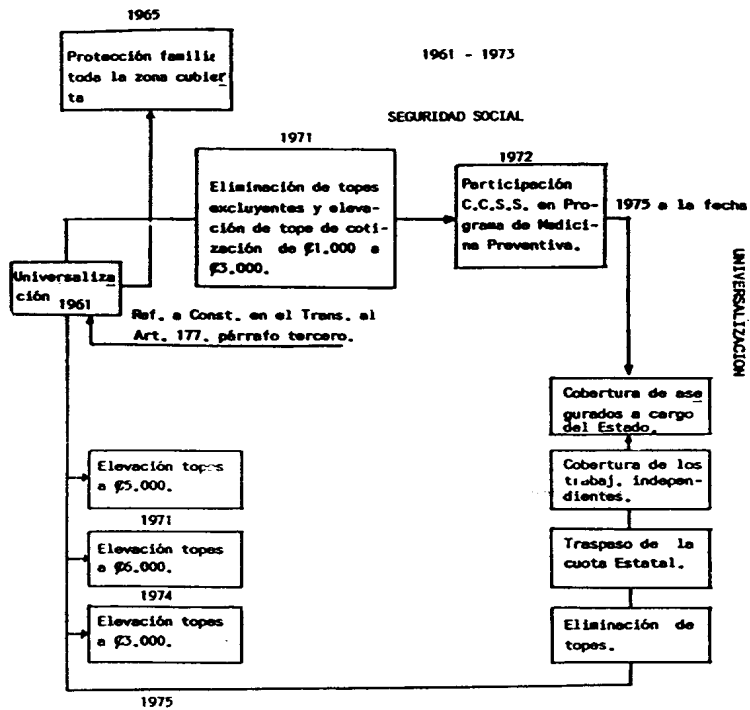 1965
Protección familia
toda la zona cubier
ta
1961 - 1973
SEGURIDAD SOCIAL
1971
Eliminación de topes
excluyentes y eleva-
ción de tope de coti-
zación de ₡1.000 a
₡3.000.
1972
Participación
C.C.S.S. en Pro-
grama de Medici-
na Preventiva.
1975 a la fecha
UNIVERSALIZACION
Universaliza
ción 1961
Ref. a Const. en el Trans. al
Art. 177. párrafo tercero.
Cobertura de ase
gurados a cargo
del Estado.
Cobertura de los
trabaj. indepen-
dientes.
Traspaso de la
cuota Estatal.
Eliminación de
topes.
Elevación topes
a ₡5.000.
1971
Elevación topes
a ₡6.000.
1974
Elevación topes
a ₡3.000.
1975